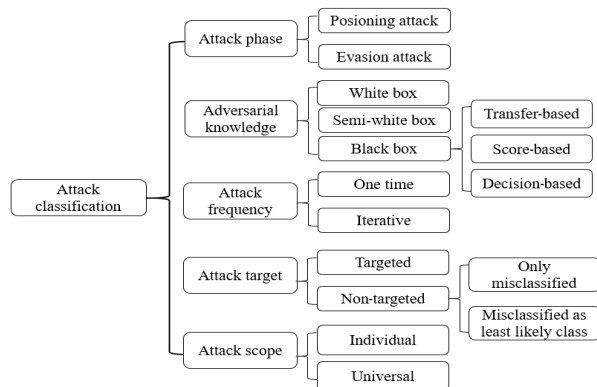 Attack
classification
Attack phase
Posioning attack
Evasion attack
Adversarial
knowledge
White box
Semi-white box
Black box
Transfer-based
Score-based
Decision-based
Attack
frequency
One time
Iterative
Attack target
Targeted
Non-targeted
Only
misclassified
Misclassified as
least likely class
Attack scope
Individual
Universal